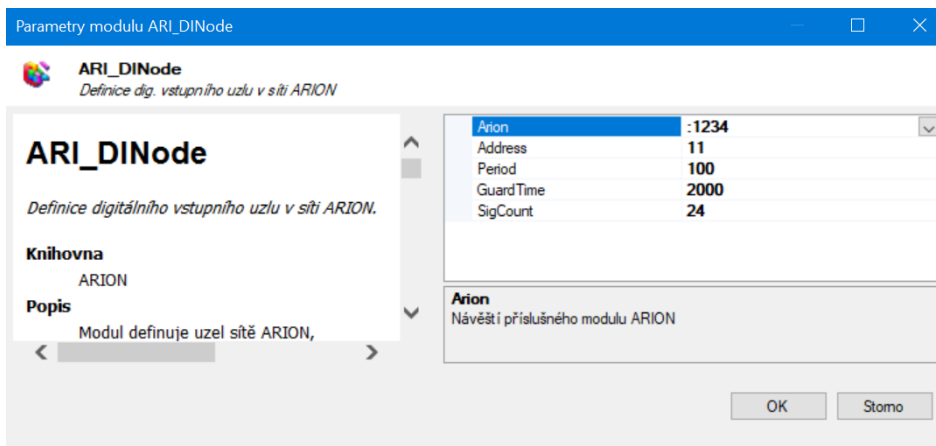 Parametry modulu ARI_DINode
ARI_DINode
Definice dig. vstupního uzlu v síti ARION
ARI_DINode
Definice digitálního vstupního uzlu v síti ARION.
Knihovna
ARION
Popis
Modul definuje uzel sítě ARION,
Arion :1234
Address 11
Period 100
GuardTime 2000
SigCount 24
Arion
Návěští příslušného modulu ARION
OK Storno